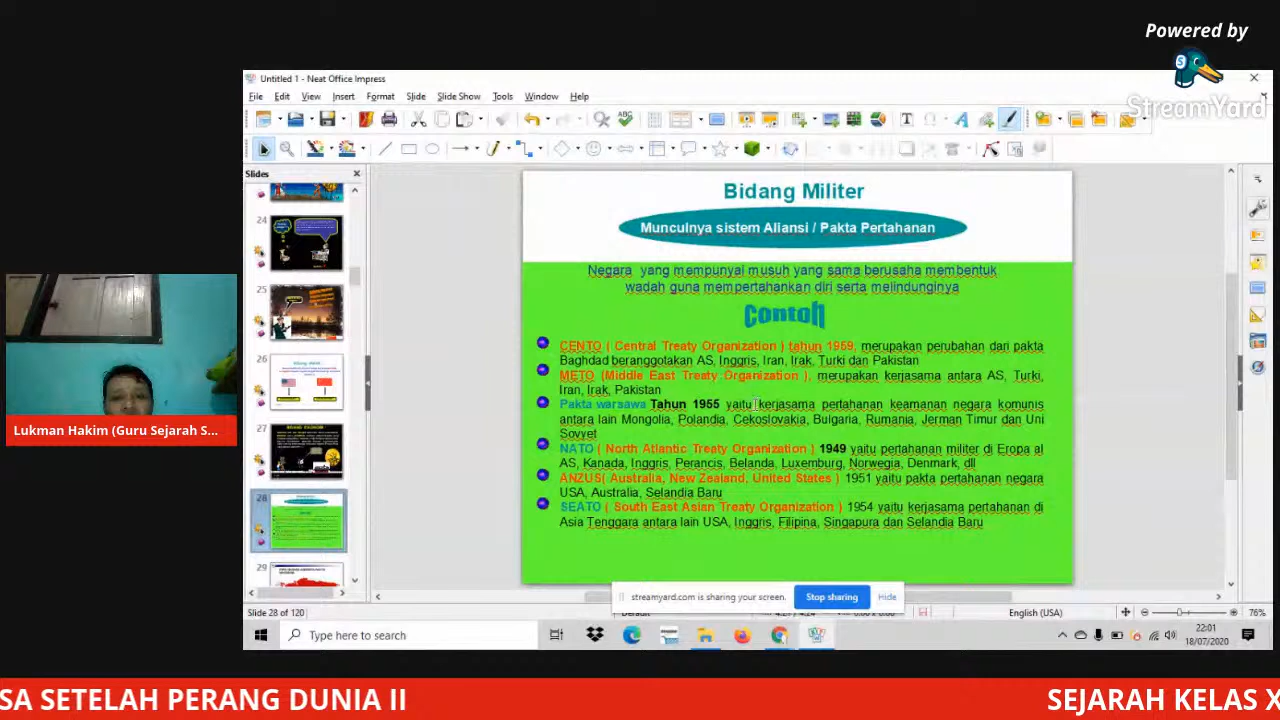 Powered by
StreamYard
Untitled 1 - Neat Office Impress
File Edit View Insert Format Slide Slide Show Tools Window Help
Slides
24
25
26
27
28
29
Bidang Militer
Munculnya sistem Aliansi / Pakta Pertahanan
Negara yang mempunyai musuh yang sama berusaha membentuk
wadah guna mempertahankan diri serta melindunginya
Contoh
CENTO ( Central Treaty Organization ) tahun 1959, merupakan perubahan dari pakta
Baghdad beranggotakan AS, Inggris, Iran, Irak, Turki dan Pakistan
METO (Middle East Treaty Organization ), merupakan kerjasama antara AS, Turki,
Iran, Irak, Pakistan
Pakta warsawa Tahun 1955 yaitu kerjasama pertahanan keamanan negara komunis
antara lain Mongolia, Polandia, Cekoslovakia, Bulgaria, Rumania, Jerman Timur dan Uni
Sovyet
NATO ( North Atlantic Treaty Organization ) 1949 yaitu pertahanan militer di Eropa al
AS, Kanada, Inggris, Perancis, Belanda, Luxemburg, Norwegia, Denmark, dll
ANZUS( Australia, New Zealand, United States ) 1951 yaitu pakta pertahanan negara
USA, Australia, Selandia Baru
SEATO ( South East Asian Treaty Organization ) 1954 yaitu kerjasama pertahanan di
Asia Tenggara antara lain USA, Inggris, Filipina, Singapura dan Selandia Baru
Lukman Hakim (Guru Sejarah S...
streamyard.com is sharing your screen. Stop sharing Hide
Slide 28 of 120
English (USA)
76%
Type here to search
22:01
18/07/2020
SA SETELAH PERANG DUNIA II
SEJARAH KELAS X